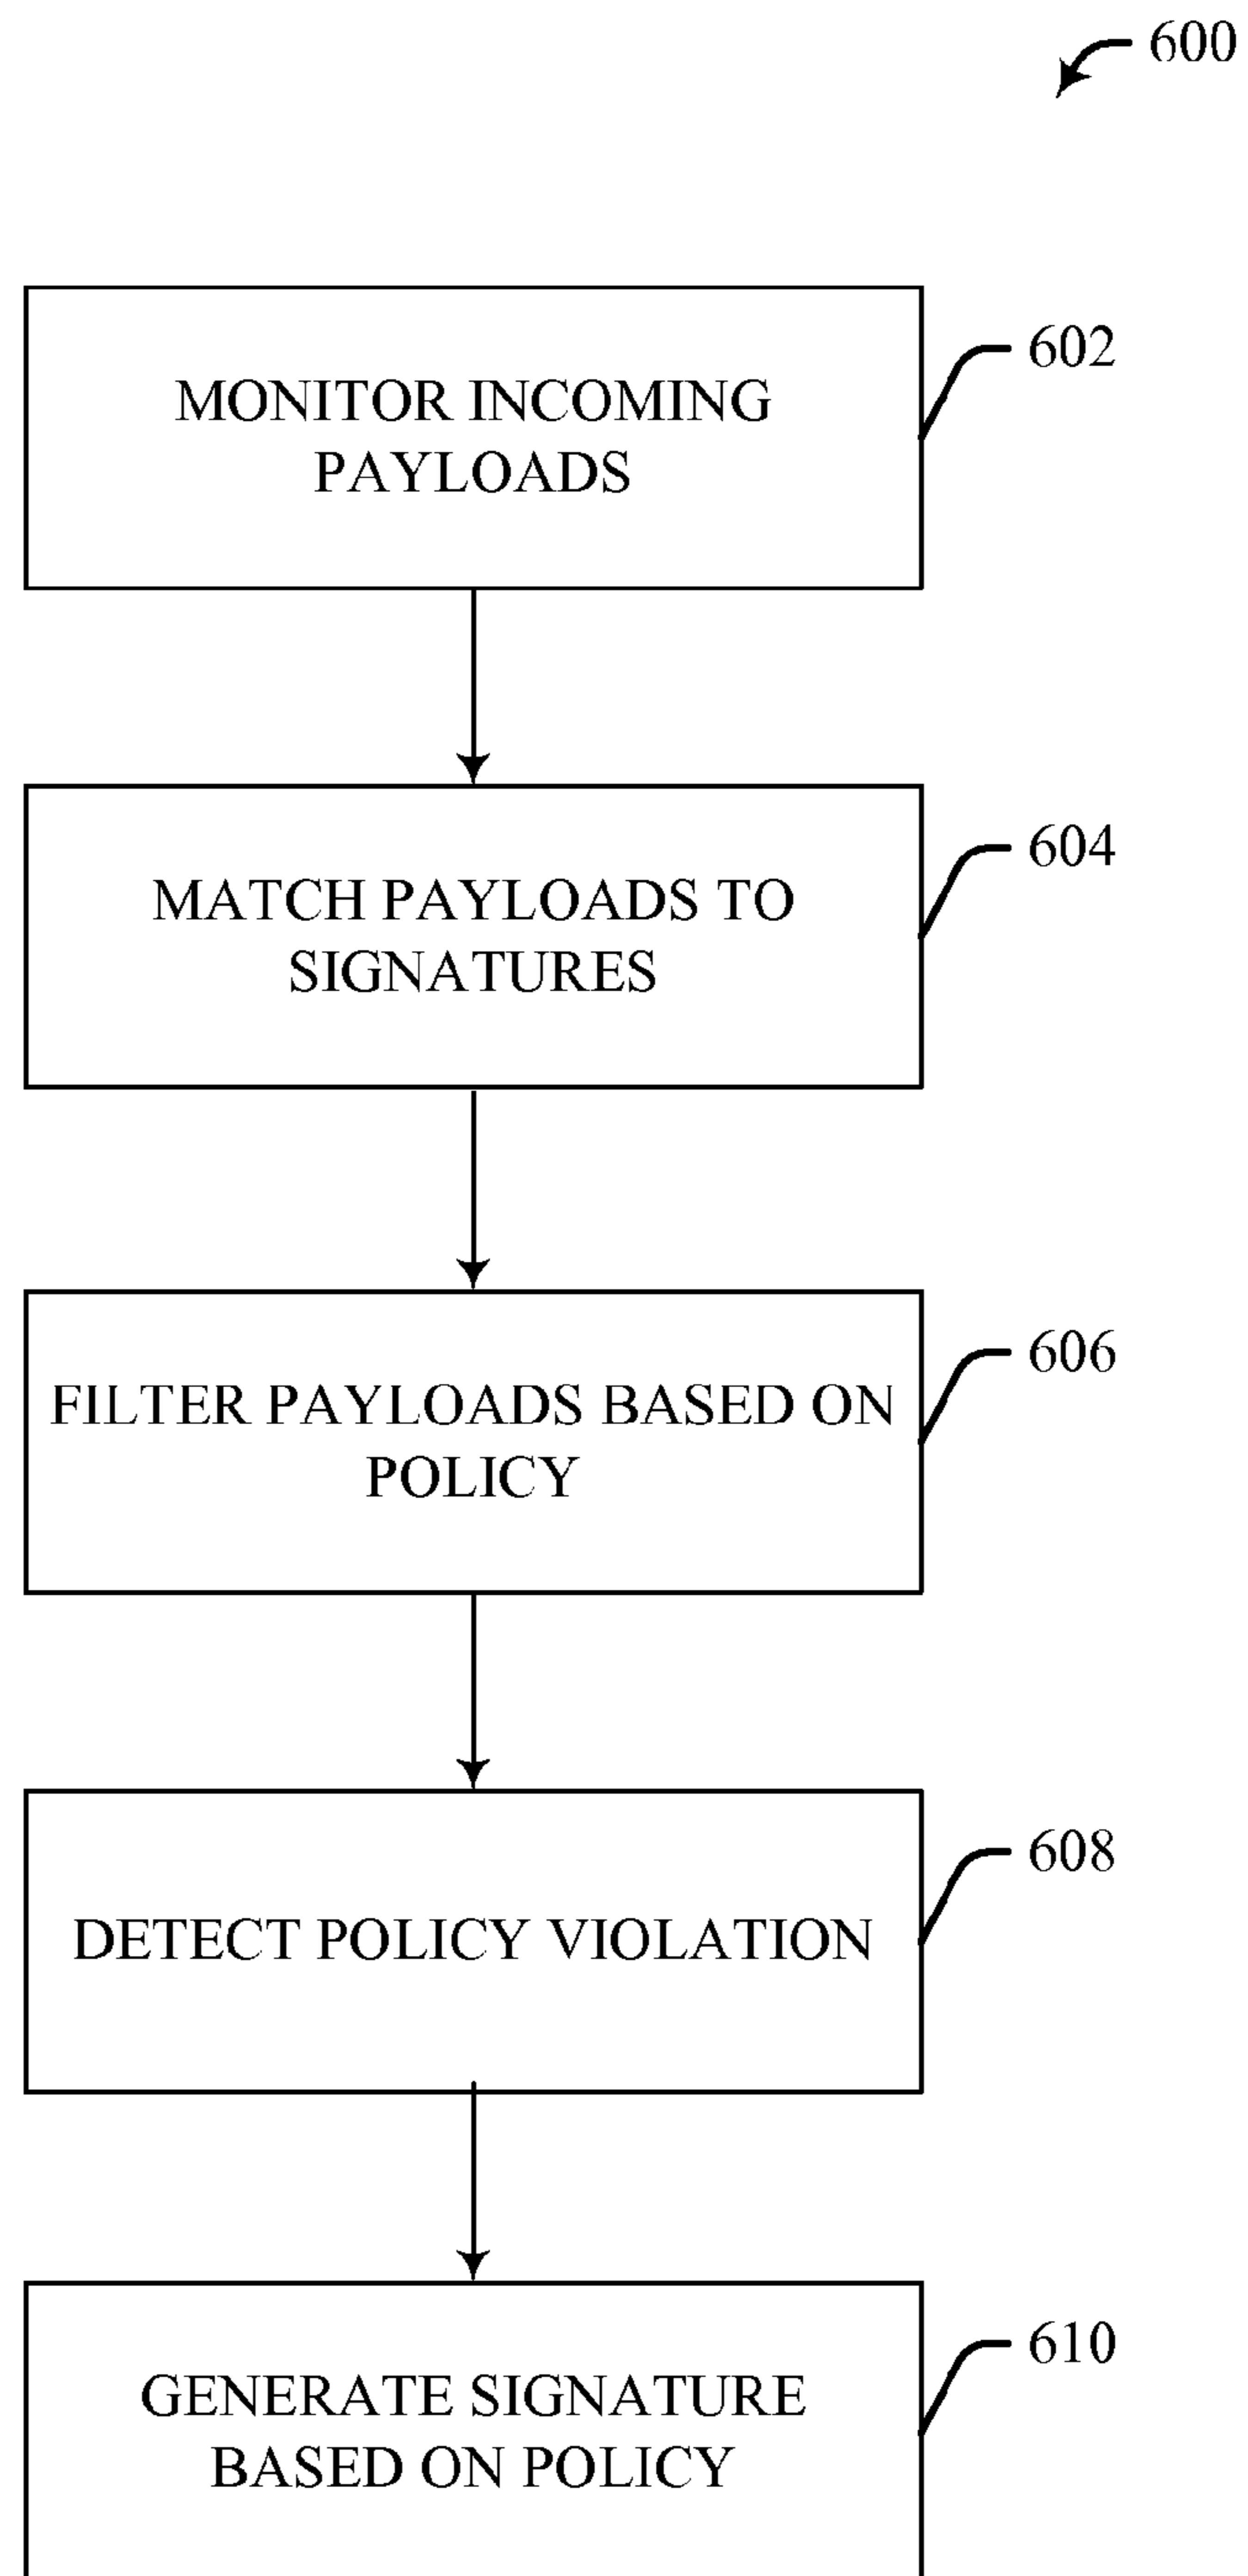 600
MONITOR INCOMING
PAYLOADS
602
MATCH PAYLOADS TO
SIGNATURES
604
FILTER PAYLOADS BASED ON
POLICY
606
DETECT POLICY VIOLATION
608
GENERATE SIGNATURE
BASED ON POLICY
610